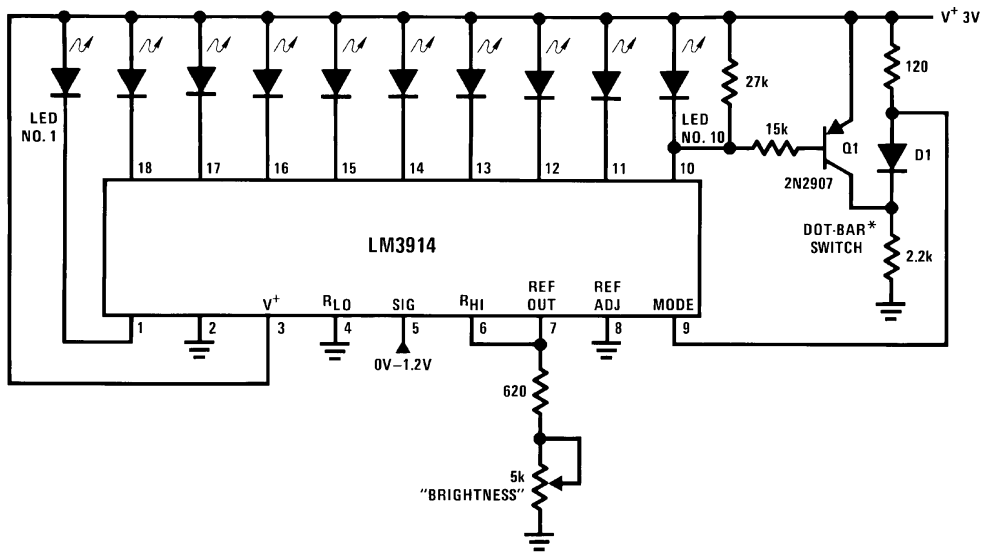 V+ 3V
LED
NO. 1
LED
NO. 10
27k
15k
120
Q1
2N2907
D1
DOT-BAR*
SWITCH
2.2k
18
17
16
15
14
13
12
11
10
LM3914
V+
RLO
SIG
RHI
REF
OUT
REF
ADJ
MODE
1
2
3
4
5
6
7
8
9
0V–1.2V
620
5k
"BRIGHTNESS"